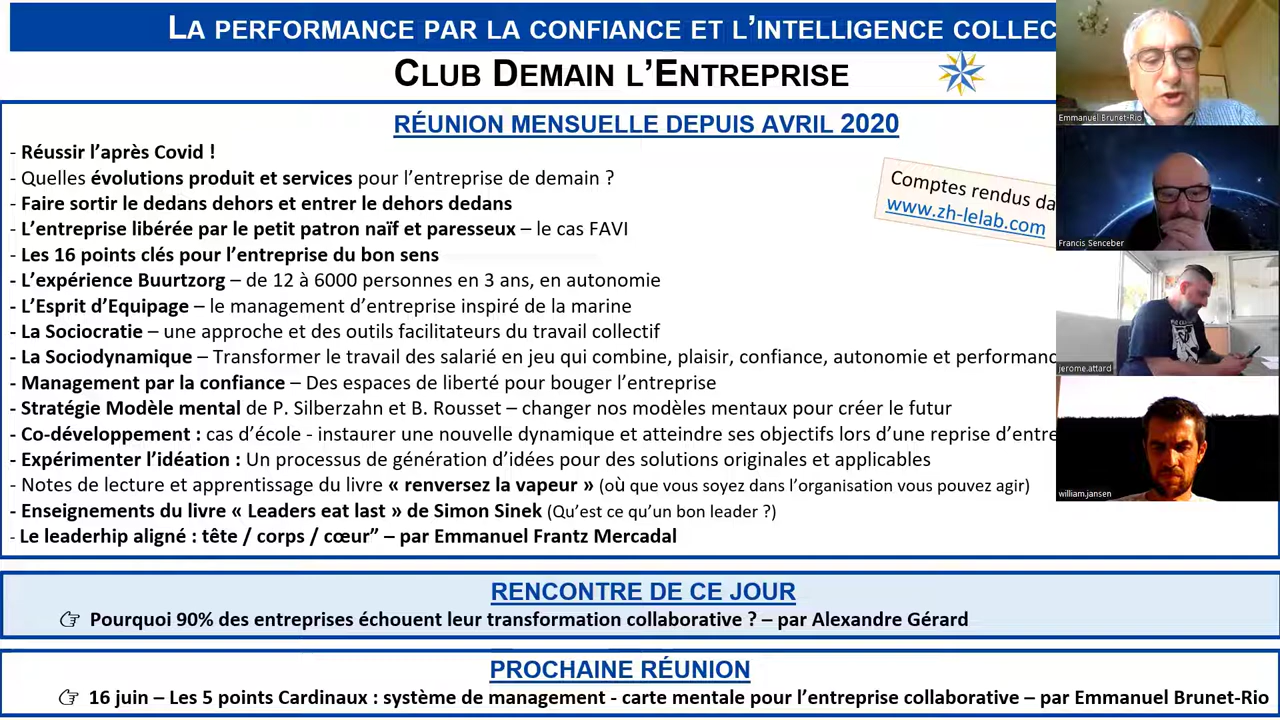 LA PERFORMANCE PAR LA CONFIANCE ET L’INTELLIGENCE COLLEC
CLUB DEMAIN L’ENTREPRISE
RÉUNION MENSUELLE DEPUIS AVRIL 2020
- Réussir l’après Covid !
- Quelles évolutions produit et services pour l’entreprise de demain ?
- Faire sortir le dedans dehors et entrer le dehors dedans
- L’entreprise libérée par le petit patron naïf et paresseux – le cas FAVI
- Les 16 points clés pour l’entreprise du bon sens
- L’expérience Buurtzorg – de 12 à 6000 personnes en 3 ans, en autonomie
- L’Esprit d’Equipage – le management d’entreprise inspiré de la marine
- La Sociocratie – une approche et des outils facilitateurs du travail collectif
- La Sociodynamique – Transformer le travail des salarié en jeu qui combine, plaisir, confiance, autonomie et performanc
- Management par la confiance – Des espaces de liberté pour bouger l’entreprise
- Stratégie Modèle mental de P. Silberzahn et B. Rousset – changer nos modèles mentaux pour créer le futur
- Co-développement : cas d’école - instaurer une nouvelle dynamique et atteindre ses objectifs lors d’une reprise d’entre
- Expérimenter l’idéation : Un processus de génération d’idées pour des solutions originales et applicables
- Notes de lecture et apprentissage du livre « renversez la vapeur » (où que vous soyez dans l’organisation vous pouvez agir)
- Enseignements du livre « Leaders eat last » de Simon Sinek (Qu’est ce qu’un bon leader ?)
- Le leaderhip aligné : tête / corps / cœur” – par Emmanuel Frantz Mercadal
Comptes rendus da
www.zh-lelab.com
RENCONTRE DE CE JOUR
☞ Pourquoi 90% des entreprises échouent leur transformation collaborative ? – par Alexandre Gérard
PROCHAINE RÉUNION
☞ 16 juin – Les 5 points Cardinaux : système de management - carte mentale pour l’entreprise collaborative – par Emmanuel Brunet-Rio
Emmanuel Brunet-Rio
Francis Senceber
jerome.attard
william.jansen